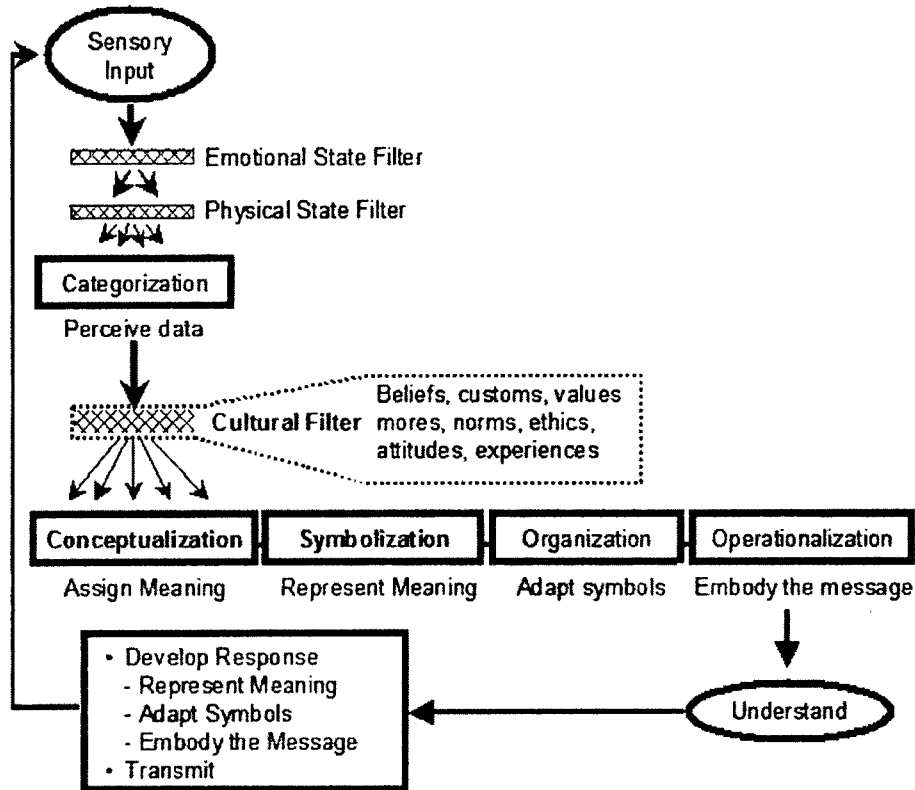 Sensory
Input
Emotional State Filter
Physical State Filter
Categorization
Perceive data
Cultural Filter
Beliefs, customs, values
mores, norms, ethics,
attitudes, experiences
Conceptualization
Symbolization
Organization
Operationalization
Assign Meaning
Represent Meaning
Adapt symbols
Embody the message
• Develop Response
- Represent Meaning
- Adapt Symbols
- Embody the Message
• Transmit
Understand